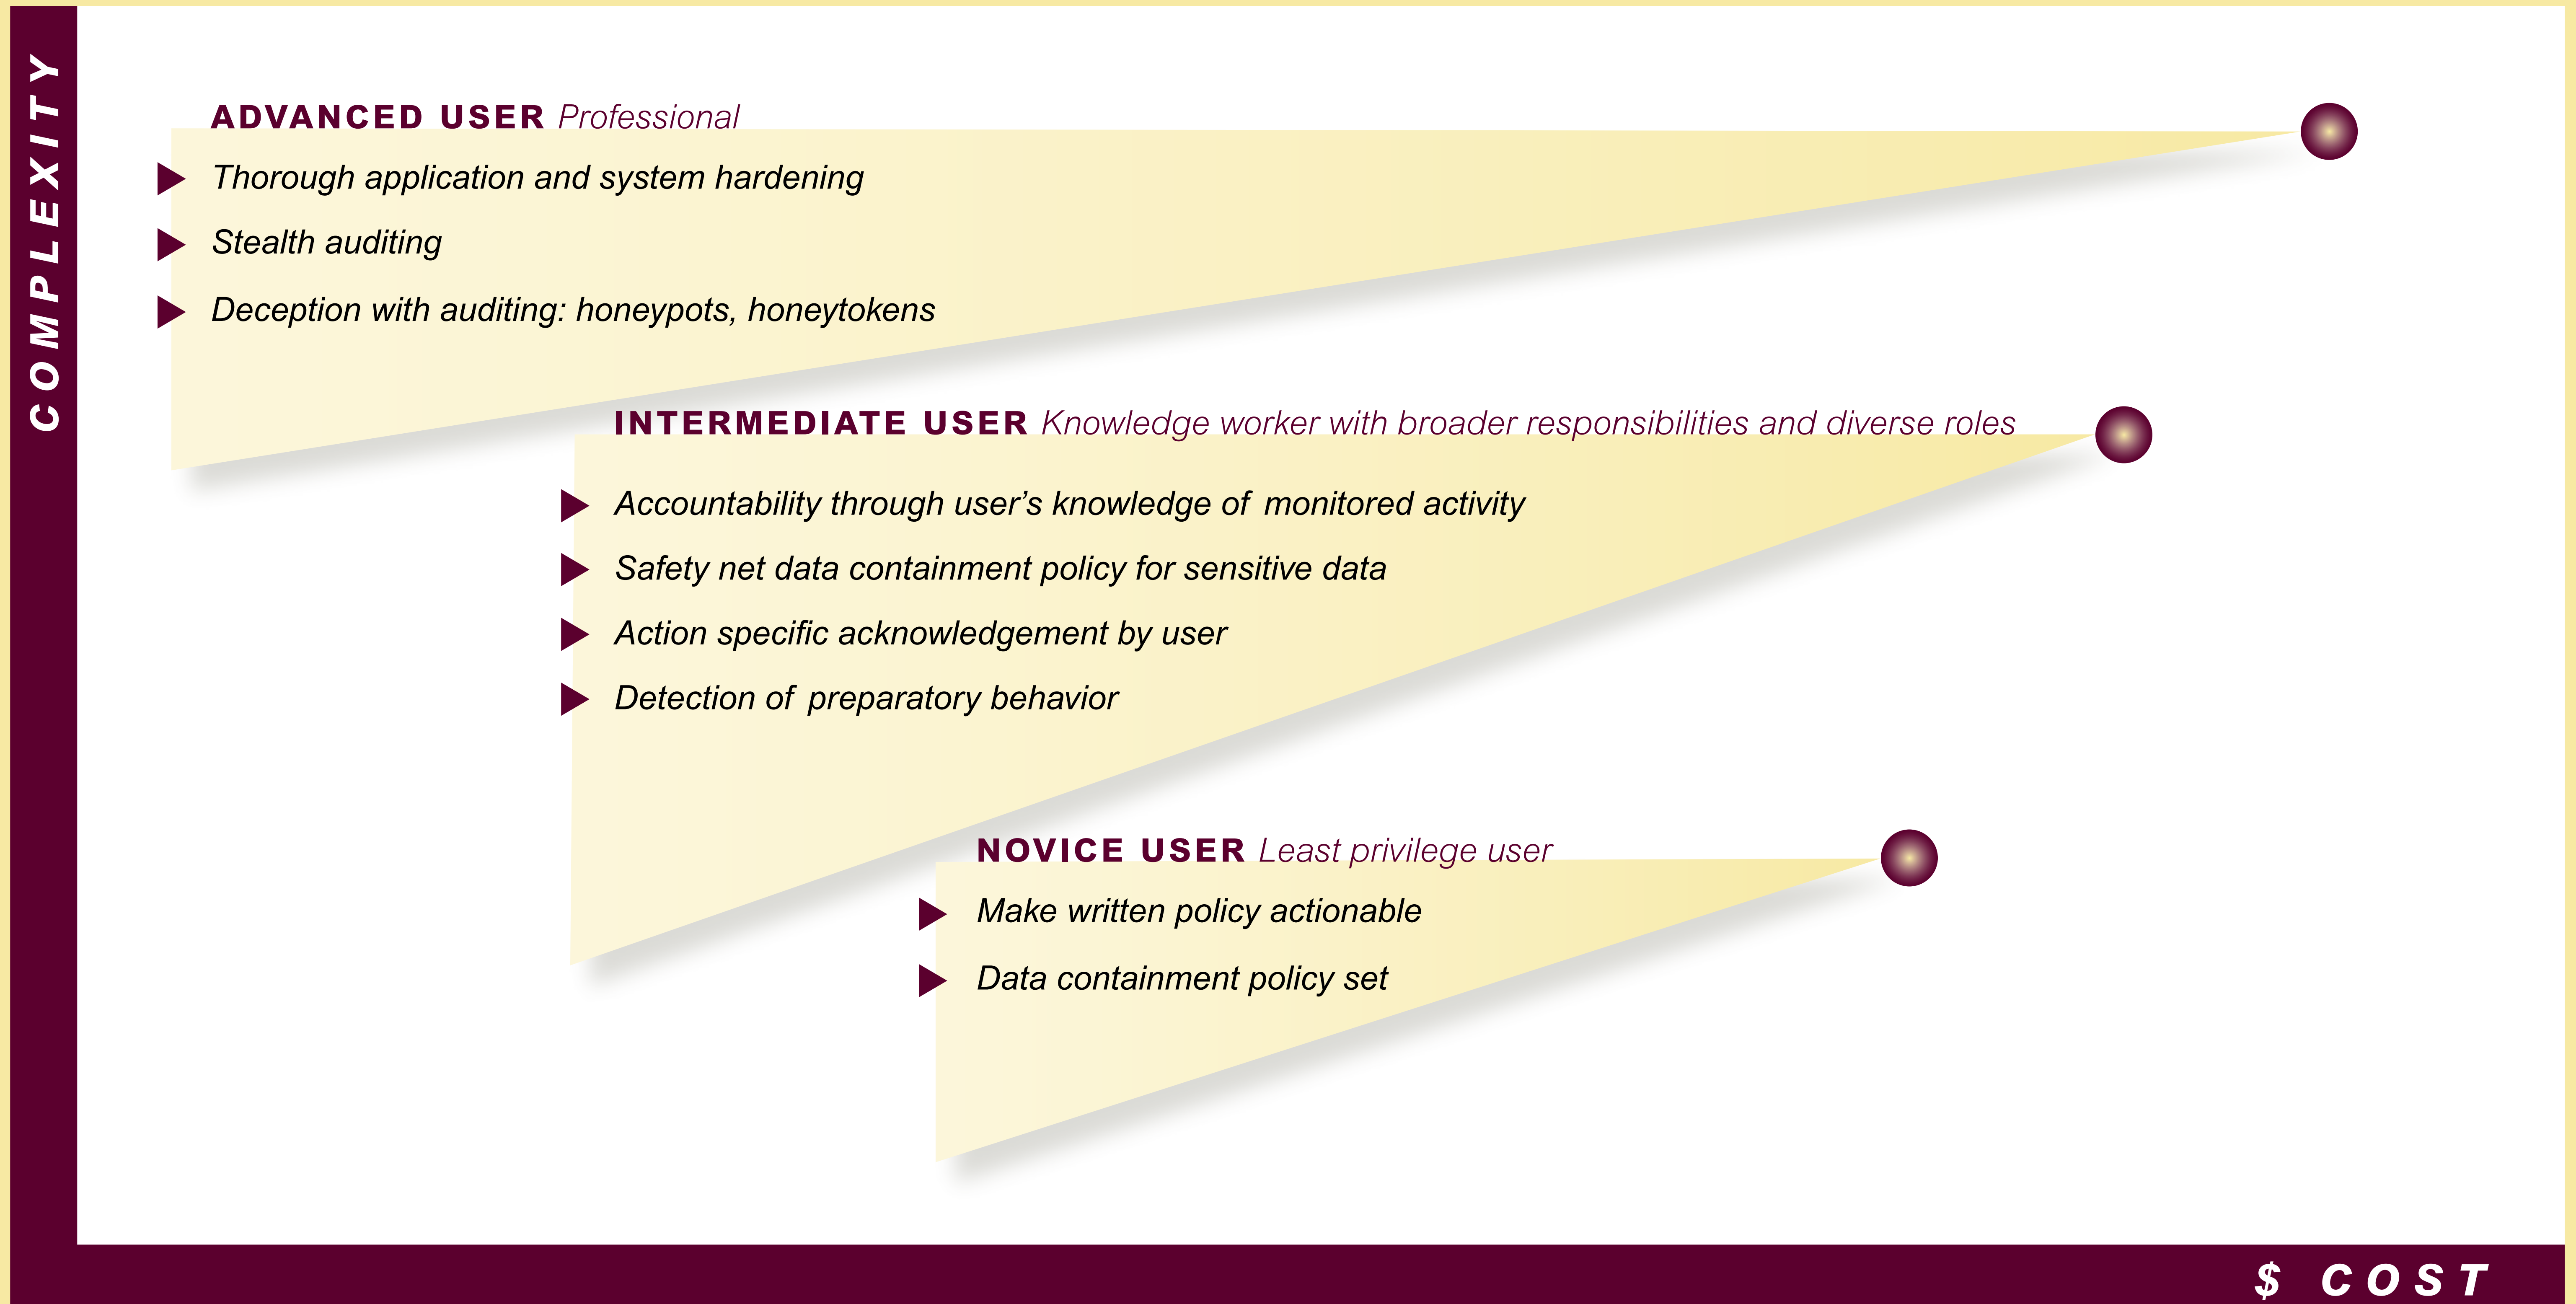 COMPLEXITY
ADVANCED USER Professional
Thorough application and system hardening
Stealth auditing
Deception with auditing: honeypots, honeytokens
INTERMEDIATE USER Knowledge worker with broader responsibilities and diverse roles
Accountability through user’s knowledge of monitored activity
Safety net data containment policy for sensitive data
Action specific acknowledgement by user
Detection of preparatory behavior
NOVICE USER Least privilege user
Make written policy actionable
Data containment policy set
$ COST